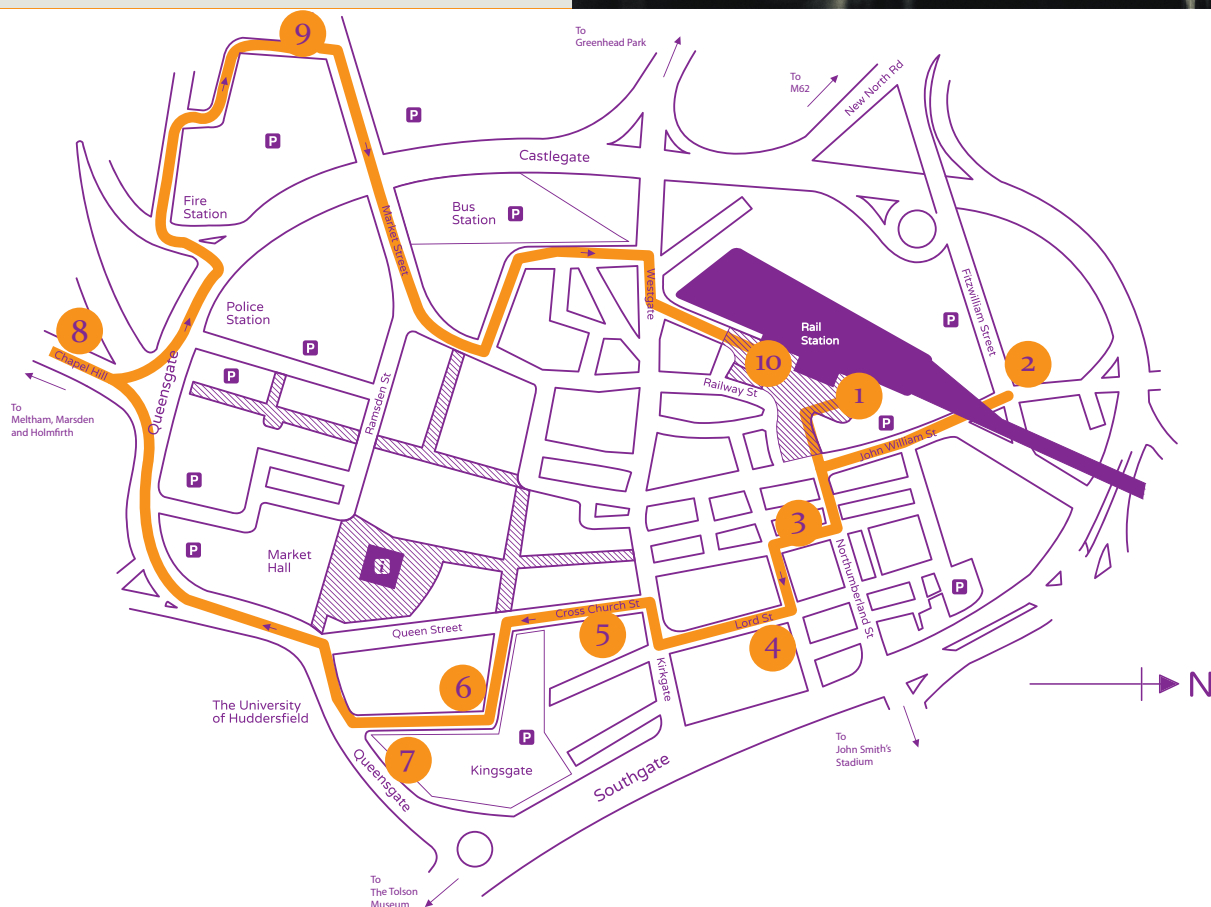 9
To
Greenhead Park
To
M62
New North Rd
P
P
Castlegate
Fire
Station
Bus
Station
P
Market Street
Westgate
Fitzwilliam Street
Police
Station
P
Rail
Station
P
8
Chapel Hill
Queensgate
P
Ramsden St
10
Railway St
1
2
P
John William St
To
Meltham, Marsden
and Holmfirth
P
3
P
Market
Hall
i
Northumberland St
P
Cross Church St
Queen Street
5
Lord St
4
Kirkgate
6
N
The University
of Huddersfield
7
Queensgate
P
Kingsgate
Southgate
To
John Smith's
Stadium
To
The Tolson
Museum